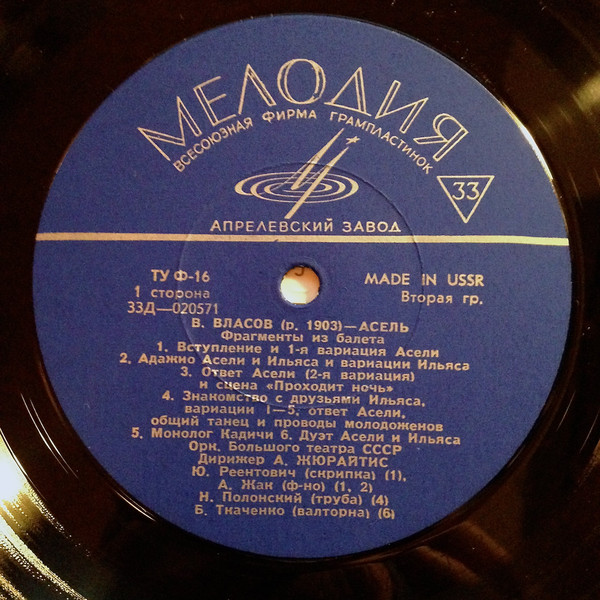 МЕЛОДИЯ
ВСЕСОЮЗНАЯ ФИРМА ГРАМПЛАСТИНОК
33
АПРЕЛЕВСКИЙ ЗАВОД
ТУ Ф-16
MADE IN USSR
1 сторона
Вторая гр.
33Д—020571
В. ВЛАСОВ (р. 1903)—АСЕЛЬ
Фрагменты из балета
1. Вступление и 1-я вариация Асели
2. Адажио Асели и Ильяса и вариации Ильяса
3. Ответ Асели (2-я вариация)
и сцена «Проходит ночь»
4. Знакомство с друзьями Ильяса,
вариации 1—5, ответ Асели,
общий танец и проводы молодоженов
5. Монолог Кадичи 6. Дуэт Асели и Ильяса
Орк. Большого театра СССР
Дирижер А. ЖЮРАЙТИС
Ю. Реентович (скрипка) (1),
А. Жак (ф-но) (1, 2)
Н. Полонский (труба) (4)
Б. Ткаченко (валторна) (6)